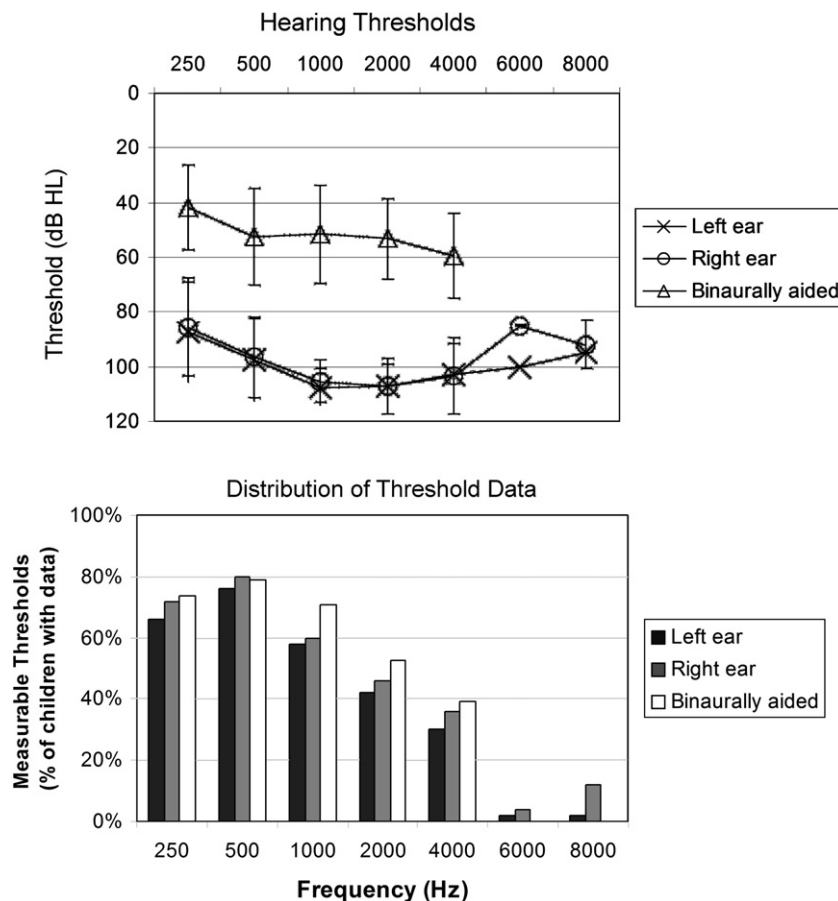 Hearing Thresholds
250 500 1000 2000 4000 6000 8000
Threshold (dB HL)
0
20
40
60
80
100
120
Left ear
Right ear
Binaurally aided
Distribution of Threshold Data
Measurable Thresholds
(% of children with data)
100%
80%
60%
40%
20%
0%
250 500 1000 2000 4000 6000 8000
Frequency (Hz)
Left ear
Right ear
Binaurally aided